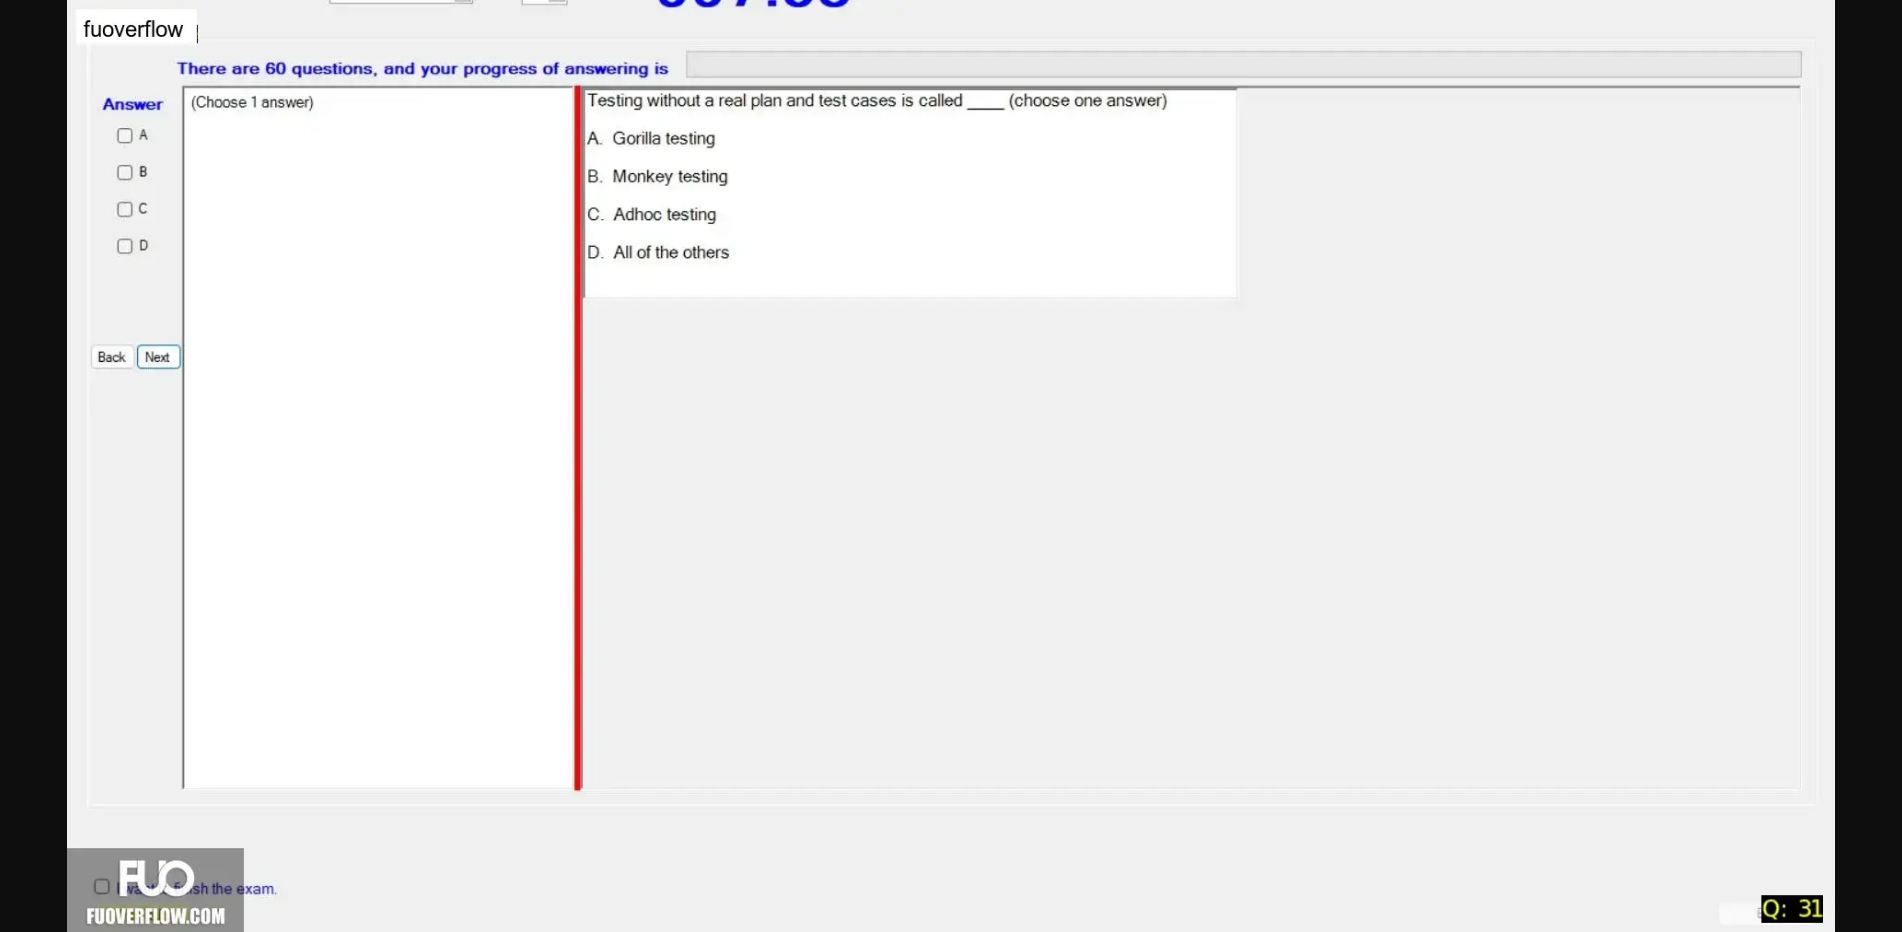 fuoverflow
There are 60 questions, and your progress of answering is
Answer
(Choose 1 answer)
A
B
C
D
Back Next
Testing without a real plan and test cases is called ____ (choose one answer)
A. Gorilla testing
B. Monkey testing
C. Adhoc testing
D. All of the others
FUO
sh the exam.
FUOVERFLOW.COM
Q: 31